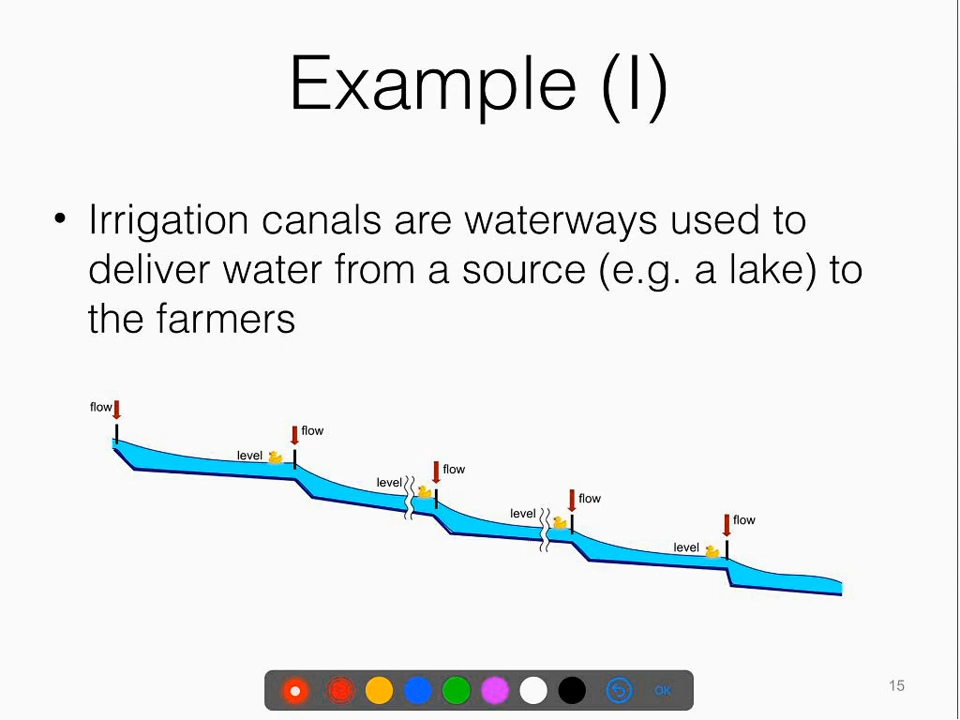 Example (I)
• Irrigation canals are waterways used to
deliver water from a source (e.g. a lake) to
the farmers
flow
flow
level
flow
level
flow
level
flow
level
OK
15